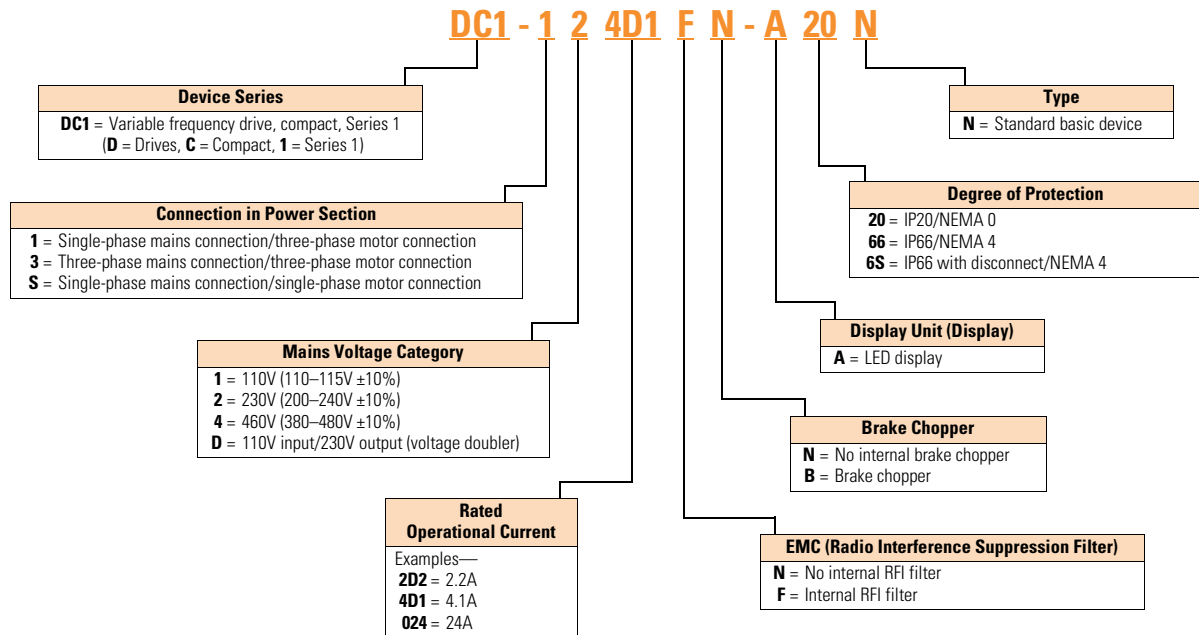 DC1 - 1 2 4D1 F N - A 20 N
Device Series
DC1 = Variable frequency drive, compact, Series 1
(D = Drives, C = Compact, 1 = Series 1)
Type
N = Standard basic device
Connection in Power Section
1 = Single-phase mains connection/three-phase motor connection
3 = Three-phase mains connection/three-phase motor connection
S = Single-phase mains connection/single-phase motor connection
Degree of Protection
20 = IP20/NEMA 0
66 = IP66/NEMA 4
6S = IP66 with disconnect/NEMA 4
Mains Voltage Category
1 = 110V (110–115V ±10%)
2 = 230V (200–240V ±10%)
4 = 460V (380–480V ±10%)
D = 110V input/230V output (voltage doubler)
Display Unit (Display)
A = LED display
Brake Chopper
N = No internal brake chopper
B = Brake chopper
Rated
Operational Current
Examples—
2D2 = 2.2A
4D1 = 4.1A
024 = 24A
EMC (Radio Interference Suppression Filter)
N = No internal RFI filter
F = Internal RFI filter